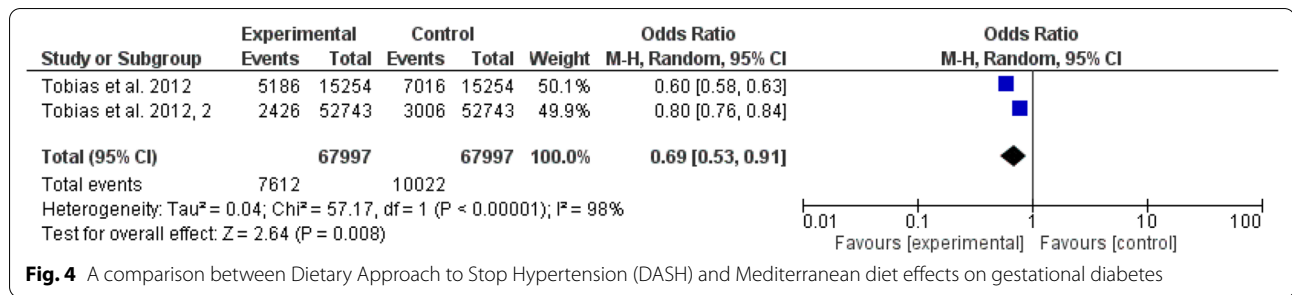 Experimental Control Odds Ratio Odds Ratio
Study or Subgroup Events Total Events Total Weight M-H, Random, 95% CI M-H, Random, 95% CI
Tobias et al. 2012 5186 15254 7016 15254 50.1% 0.60 [0.58, 0.63]
Tobias et al. 2012, 2 2426 52743 3006 52743 49.9% 0.80 [0.76, 0.84]
Total (95% CI) 67997 67997 100.0% 0.69 [0.53, 0.91]
Total events 7612 10022
Heterogeneity: Tau² = 0.04; Chi² = 57.17, df = 1 (P < 0.00001); I² = 98%
Test for overall effect: Z = 2.64 (P = 0.008)
0.01 0.1 1 10 100
Favours [experimental] Favours [control]
Fig. 4 A comparison between Dietary Approach to Stop Hypertension (DASH) and Mediterranean diet effects on gestational diabetes